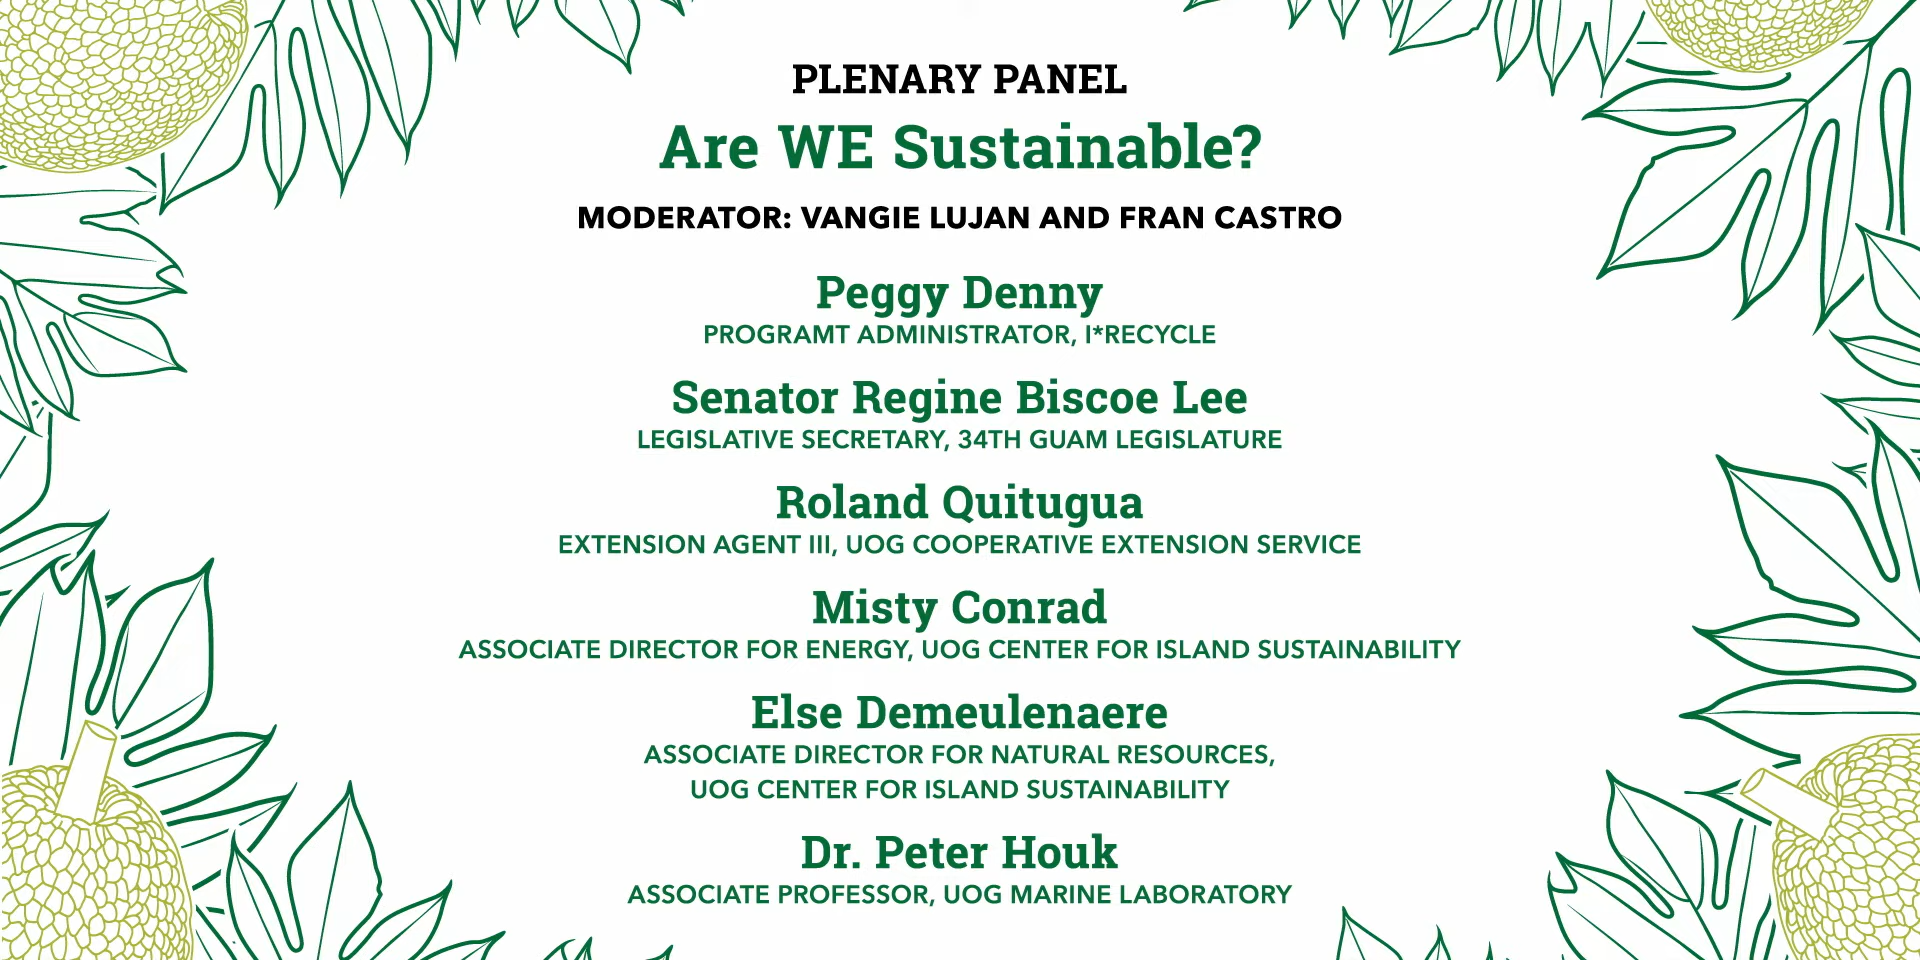 PLENARY PANEL
Are WE Sustainable?
MODERATOR: VANGIE LUJAN AND FRAN CASTRO
Peggy Denny
PROGRAMT ADMINISTRATOR, I*RECYCLE
Senator Regine Biscoe Lee
LEGISLATIVE SECRETARY, 34TH GUAM LEGISLATURE
Roland Quitugua
EXTENSION AGENT III, UOG COOPERATIVE EXTENSION SERVICE
Misty Conrad
ASSOCIATE DIRECTOR FOR ENERGY, UOG CENTER FOR ISLAND SUSTAINABILITY
Else Demeulenaere
ASSOCIATE DIRECTOR FOR NATURAL RESOURCES,
UOG CENTER FOR ISLAND SUSTAINABILITY
Dr. Peter Houk
ASSOCIATE PROFESSOR, UOG MARINE LABORATORY